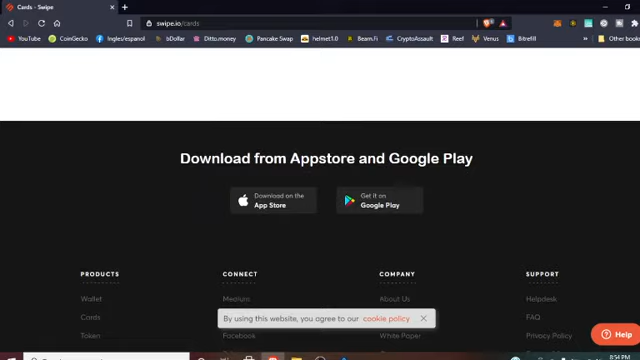 Cards - Swipe
swipe.io/cards
YouTube CoinGecko Ingles/espanol bDollar Ditto.money Pancake Swap helmet1.0 Beam.Fi CryptoAssault Reef Venus Bitrefill » Other book
Download from Appstore and Google Play
Download on the
App Store
Get it on
Google Play
PRODUCTS CONNECT COMPANY SUPPORT
Wallet Medium About Us Helpdesk
By using this website, you agree to our cookie policy
Cards FAQ
Token Facebook White Paper Privacy Policy
Help
8:54 PM